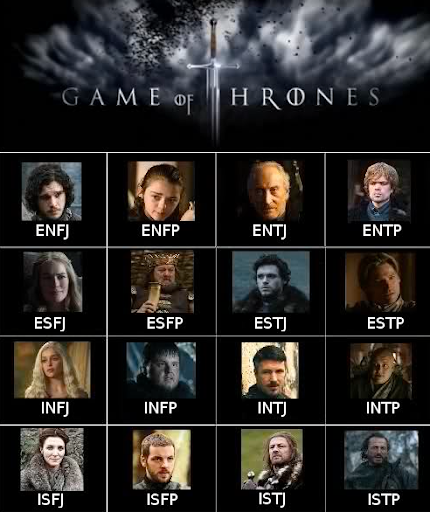 GAME OF THRONES
ENFJ ENFP ENTJ ENTP
ESFJ ESFP ESTJ ESTP
INFJ INFP INTJ INTP
ISFJ ISFP ISTJ ISTP